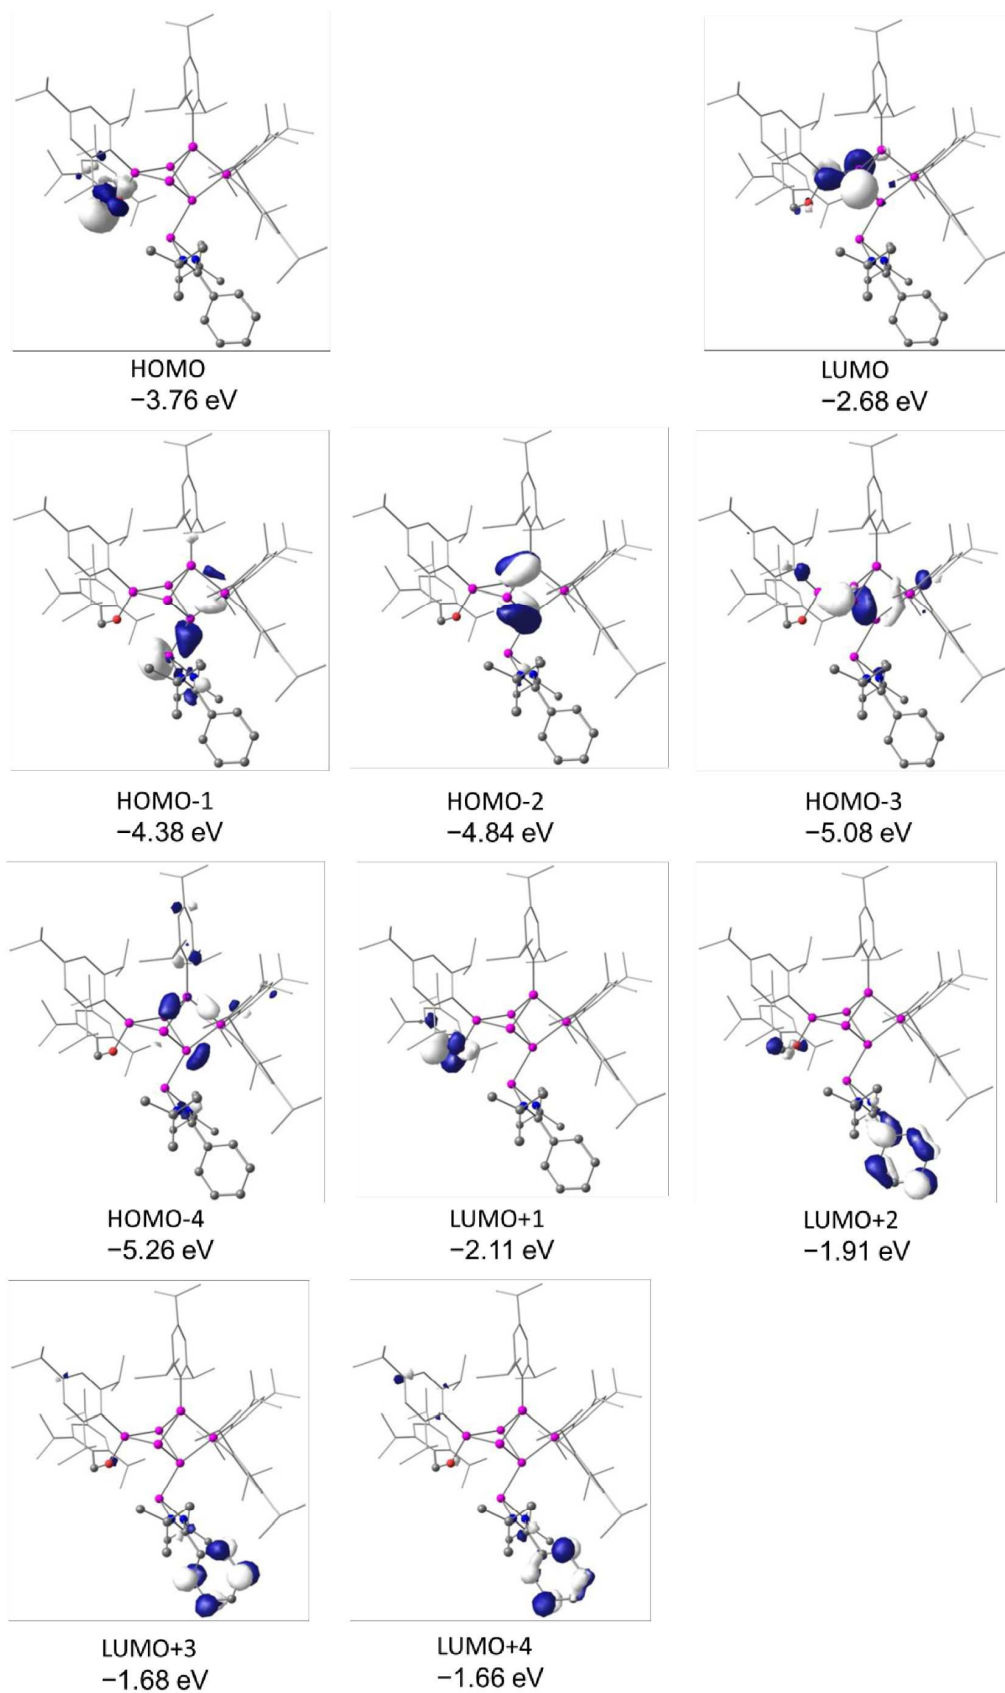 HOMO
−3.76 eV
LUMO
−2.68 eV
HOMO-1
−4.38 eV
HOMO-2
−4.84 eV
HOMO-3
−5.08 eV
HOMO-4
−5.26 eV
LUMO+1
−2.11 eV
LUMO+2
−1.91 eV
LUMO+3
−1.68 eV
LUMO+4
−1.66 eV